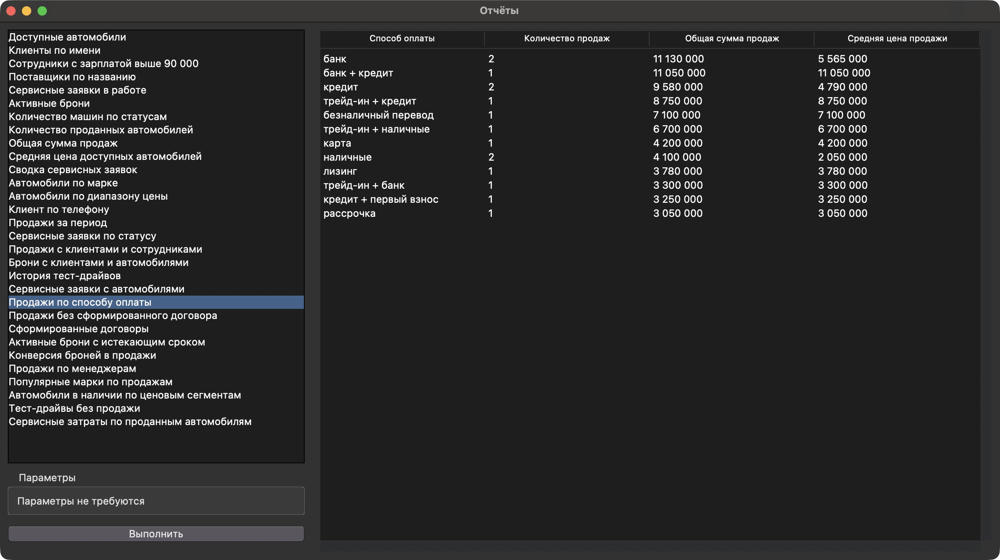 Отчёты
Доступные автомобили
Клиенты по имени
Сотрудники с зарплатой выше 90 000
Поставщики по названию
Сервисные заявки в работе
Активные брони
Количество машин по статусам
Количество проданных автомобилей
Общая сумма продаж
Средняя цена доступных автомобилей
Сводка сервисных заявок
Автомобили по марке
Автомобили по диапазону цены
Клиент по телефону
Продажи за период
Сервисные заявки по статусу
Продажи с клиентами и сотрудниками
Брони с клиентами и автомобилями
История тест-драйвов
Сервисные заявки с автомобилями
Продажи по способу оплаты
Продажи без сформированного договора
Сформированные договоры
Активные брони с истекающим сроком
Конверсия броней в продажи
Продажи по менеджерам
Популярные марки по продажам
Автомобили в наличии по ценовым сегментам
Тест-драйвы без продажи
Сервисные затраты по проданным автомобилям
Параметры
Параметры не требуются
Выполнить
Способ оплаты Количество продаж Общая сумма продаж Средняя цена продажи
банк 2 11 130 000 5 565 000
банк + кредит 1 11 050 000 11 050 000
кредит 2 9 580 000 4 790 000
трейд-ин + кредит 1 8 750 000 8 750 000
безналичный перевод 1 7 100 000 7 100 000
трейд-ин + наличные 1 6 700 000 6 700 000
карта 1 4 200 000 4 200 000
наличные 2 4 100 000 2 050 000
лизинг 1 3 780 000 3 780 000
трейд-ин + банк 1 3 300 000 3 300 000
кредит + первый взнос 1 3 250 000 3 250 000
рассрочка 1 3 050 000 3 050 000